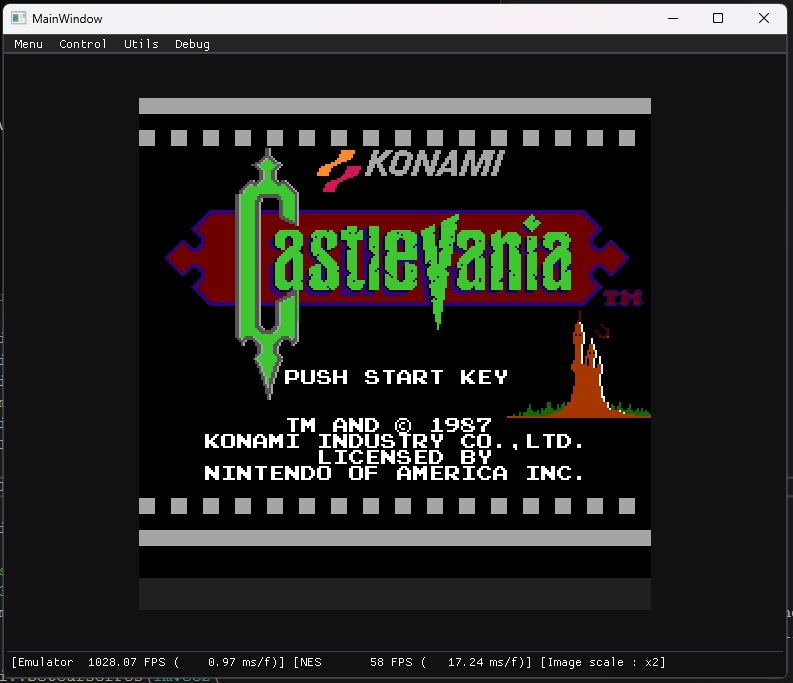 MainWindow
Menu Control Utils Debug
KONAMI
Castlevania
TM
PUSH START KEY
TM AND © 1987
KONAMI INDUSTRY CO.,LTD.
LICENSED BY
NINTENDO OF AMERICA INC.
[Emulator 1028.07 FPS ( 0.97 ms/f)] [NES 58 FPS ( 17.24 ms/f)] [Image scale : x2]